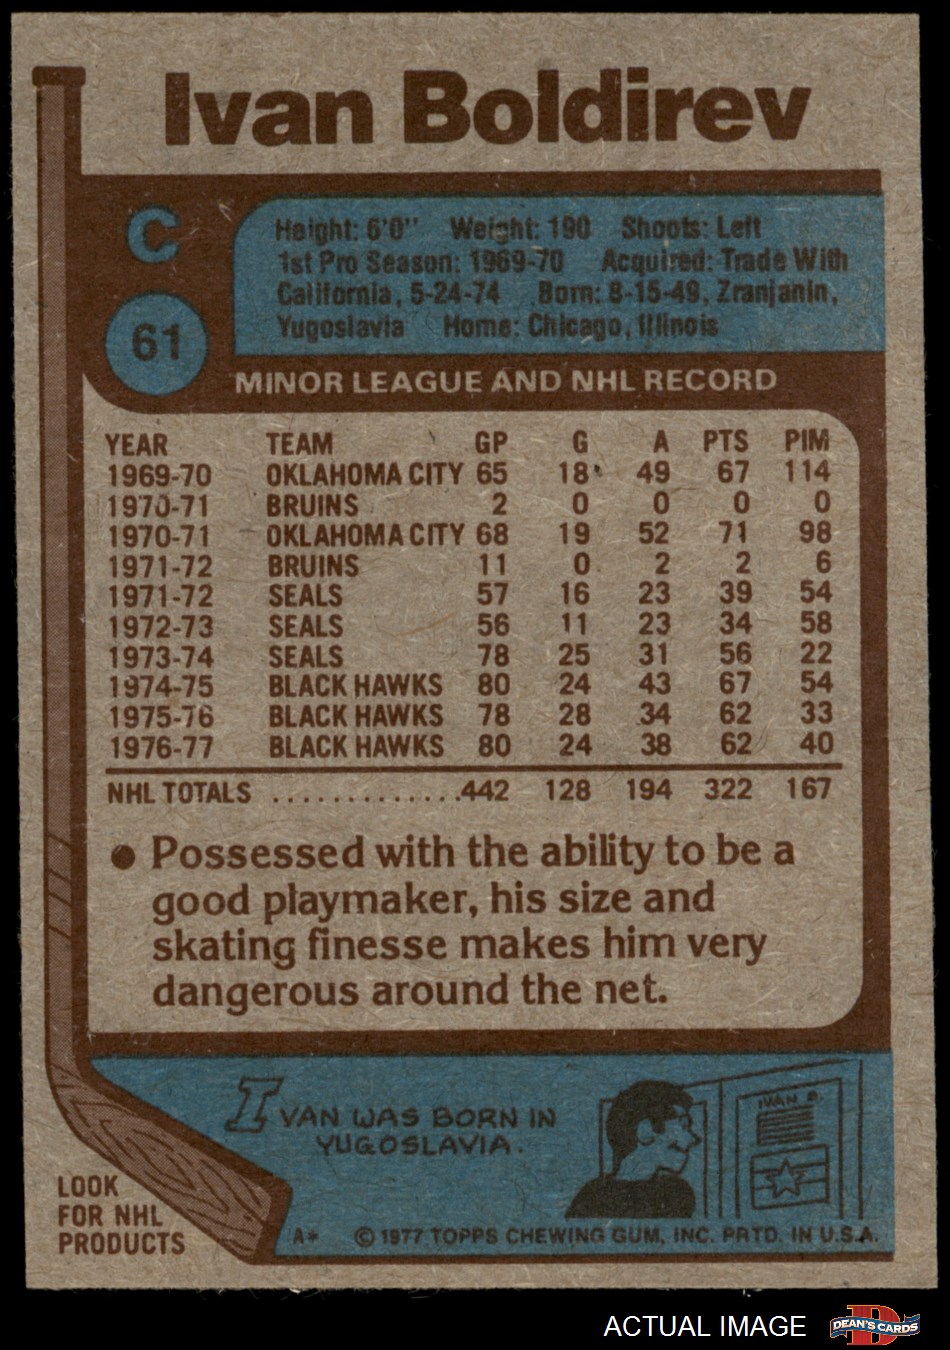 Ivan Boldirev
C
Height: 6'0" Weight: 190 Shoots: Left
1st Pro Season: 1969-70 Acquired: Trade With
California, 5-24-74 Born: 8-15-49, Zranjanin,
Yugoslavia Home: Chicago, Illinois
61
MINOR LEAGUE AND NHL RECORD
YEAR TEAM GP G A PTS PIM
1969-70 OKLAHOMA CITY 65 18 49 67 114
1970-71 BRUINS 2 0 0 0 0
1970-71 OKLAHOMA CITY 68 19 52 71 98
1971-72 BRUINS 11 0 2 2 6
1971-72 SEALS 57 16 23 39 54
1972-73 SEALS 56 11 23 34 58
1973-74 SEALS 78 25 31 56 22
1974-75 BLACK HAWKS 80 24 43 67 54
1975-76 BLACK HAWKS 78 28 34 62 33
1976-77 BLACK HAWKS 80 24 38 62 40
NHL TOTALS ..............442 128 194 322 167
● Possessed with the ability to be a
good playmaker, his size and
skating finesse makes him very
dangerous around the net.
IVAN WAS BORN IN
YUGOSLAVIA.
IVAN B.
LOOK
FOR NHL
PRODUCTS
A* © 1977 TOPPS CHEWING GUM, INC. PRTD. IN U.S.A.
ACTUAL IMAGE
D
DEAN'S CARDS